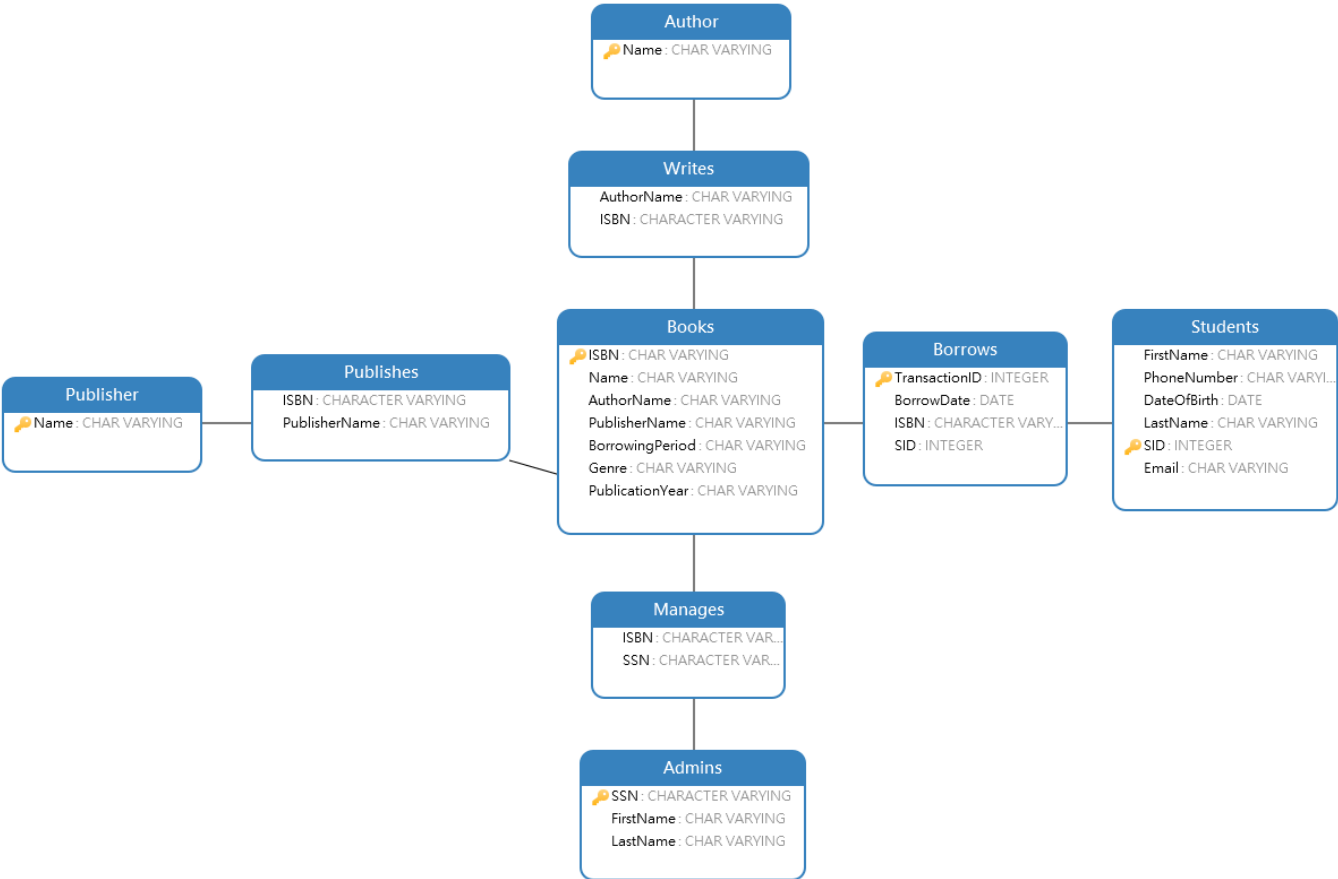 Author
Name : CHAR VARYING
Writes
AuthorName : CHAR VARYING
ISBN : CHARACTER VARYING
Books
ISBN : CHAR VARYING
Name : CHAR VARYING
AuthorName : CHAR VARYING
PublisherName : CHAR VARYING
BorrowingPeriod : CHAR VARYING
Genre : CHAR VARYING
PublicationYear : CHAR VARYING
Publisher
Name : CHAR VARYING
Publishes
ISBN : CHARACTER VARYING
PublisherName : CHAR VARYING
Borrows
TransactionID : INTEGER
BorrowDate : DATE
ISBN : CHARACTER VARY...
SID : INTEGER
Students
FirstName : CHAR VARYING
PhoneNumber : CHAR VARYI...
DateOfBirth : DATE
LastName : CHAR VARYING
SID : INTEGER
Email : CHAR VARYING
Manages
ISBN : CHARACTER VAR...
SSN : CHARACTER VAR...
Admins
SSN : CHARACTER VARYING
FirstName : CHAR VARYING
LastName : CHAR VARYING